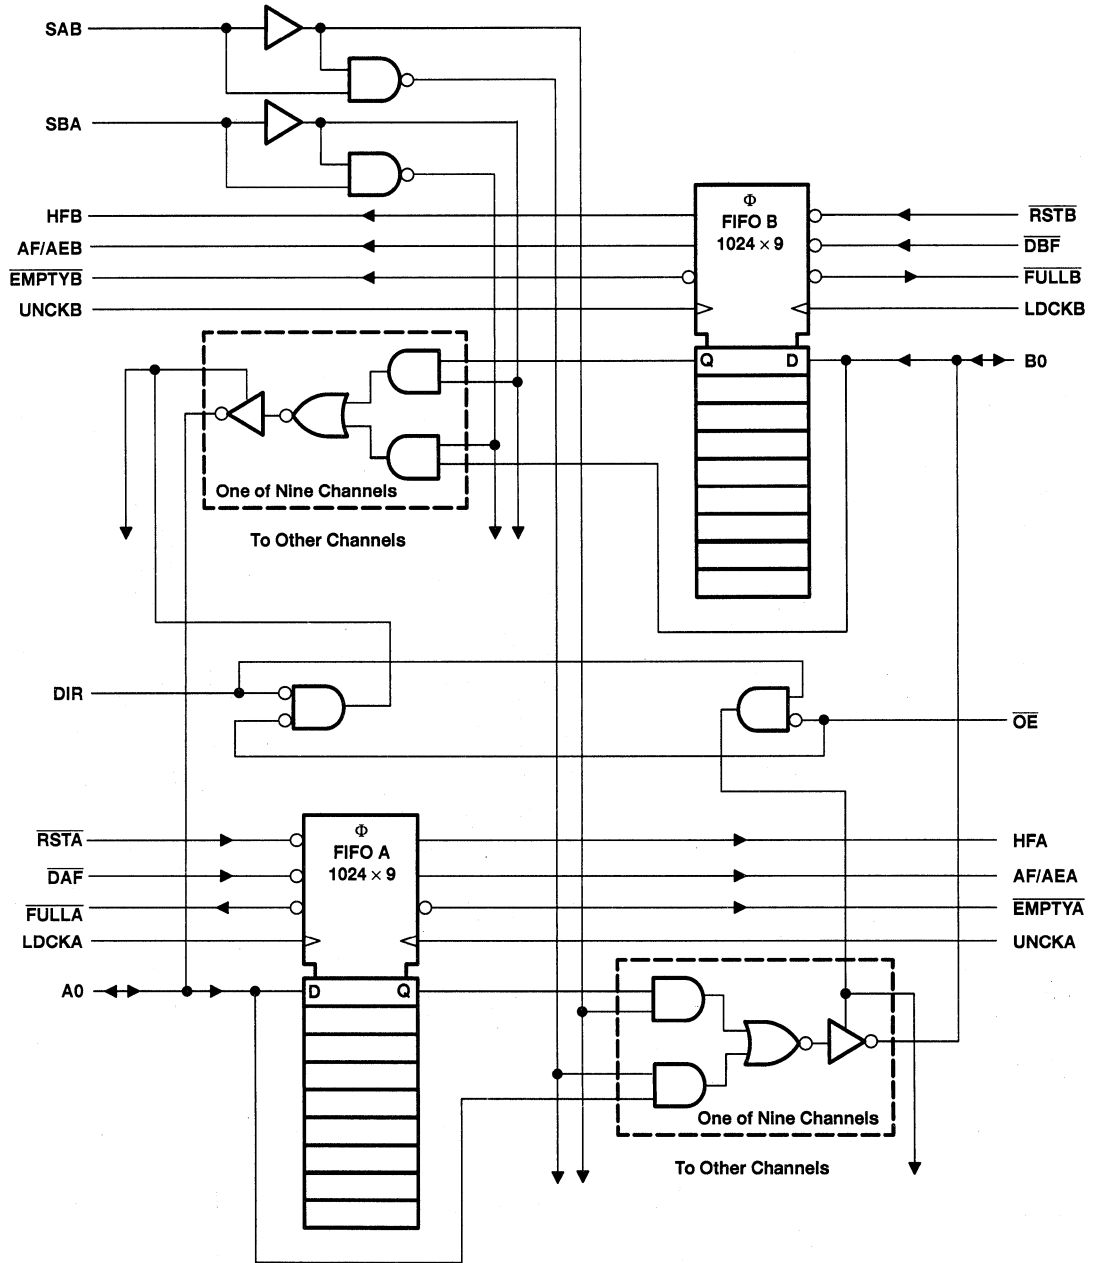 SAB
SBA
HFB
AF/AEB
EMPTYB
UNCKB
Φ
FIFO B
1024 × 9
RSTB
DBF
FULLB
LDCKB
Q D
B0
One of Nine Channels
To Other Channels
DIR
OE
RSTA
DAF
FULLA
LDCKA
A0
Φ
FIFO A
1024 × 9
D Q
HFA
AF/AEA
EMPTYA
UNCKA
One of Nine Channels
To Other Channels